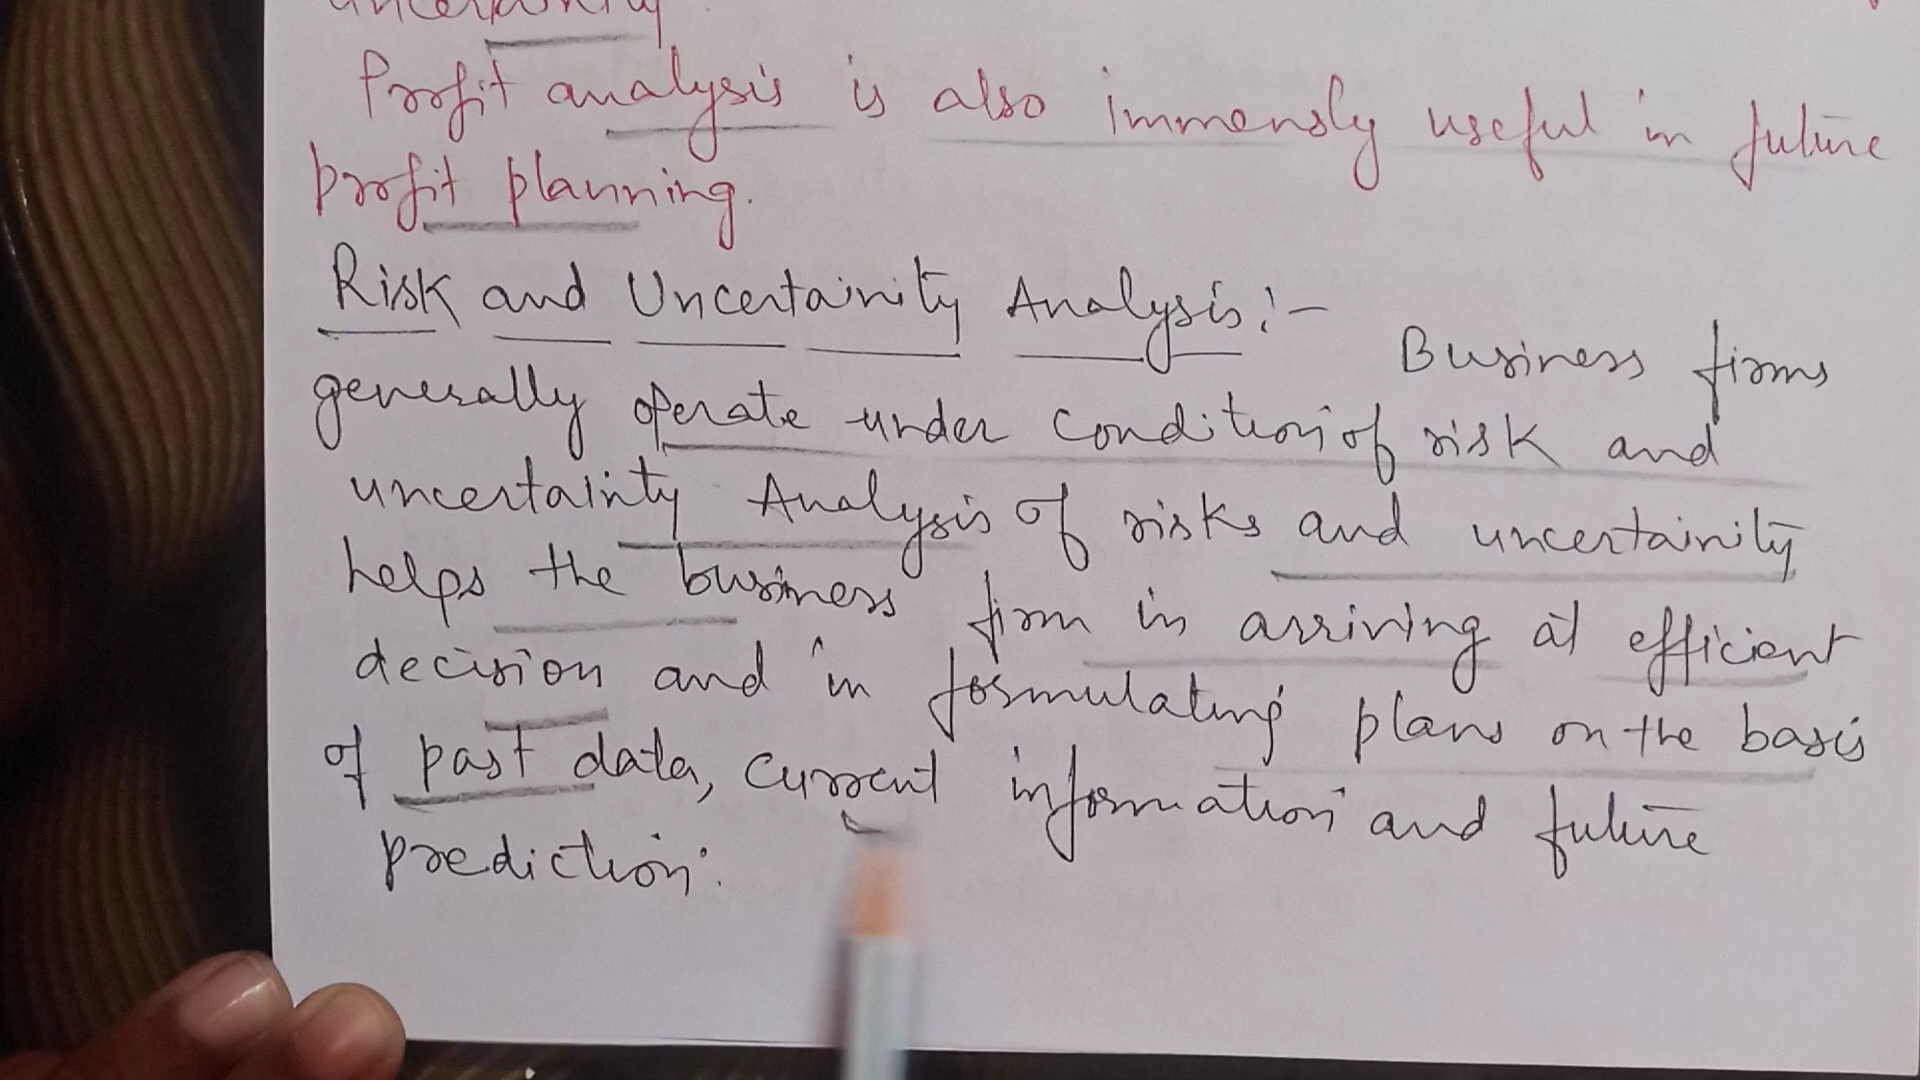 uncertainity.
Profit analysis is also immensly useful in future
profit planning.
Risk and Uncertainity Analysis:-
Business firms
generally operate under condition of risk and
uncertainty Analysis of risks and uncertainity
helps the business firm in arriving at efficient
decision and in formulating plans on the basis
of past data, current information and future
prediction.